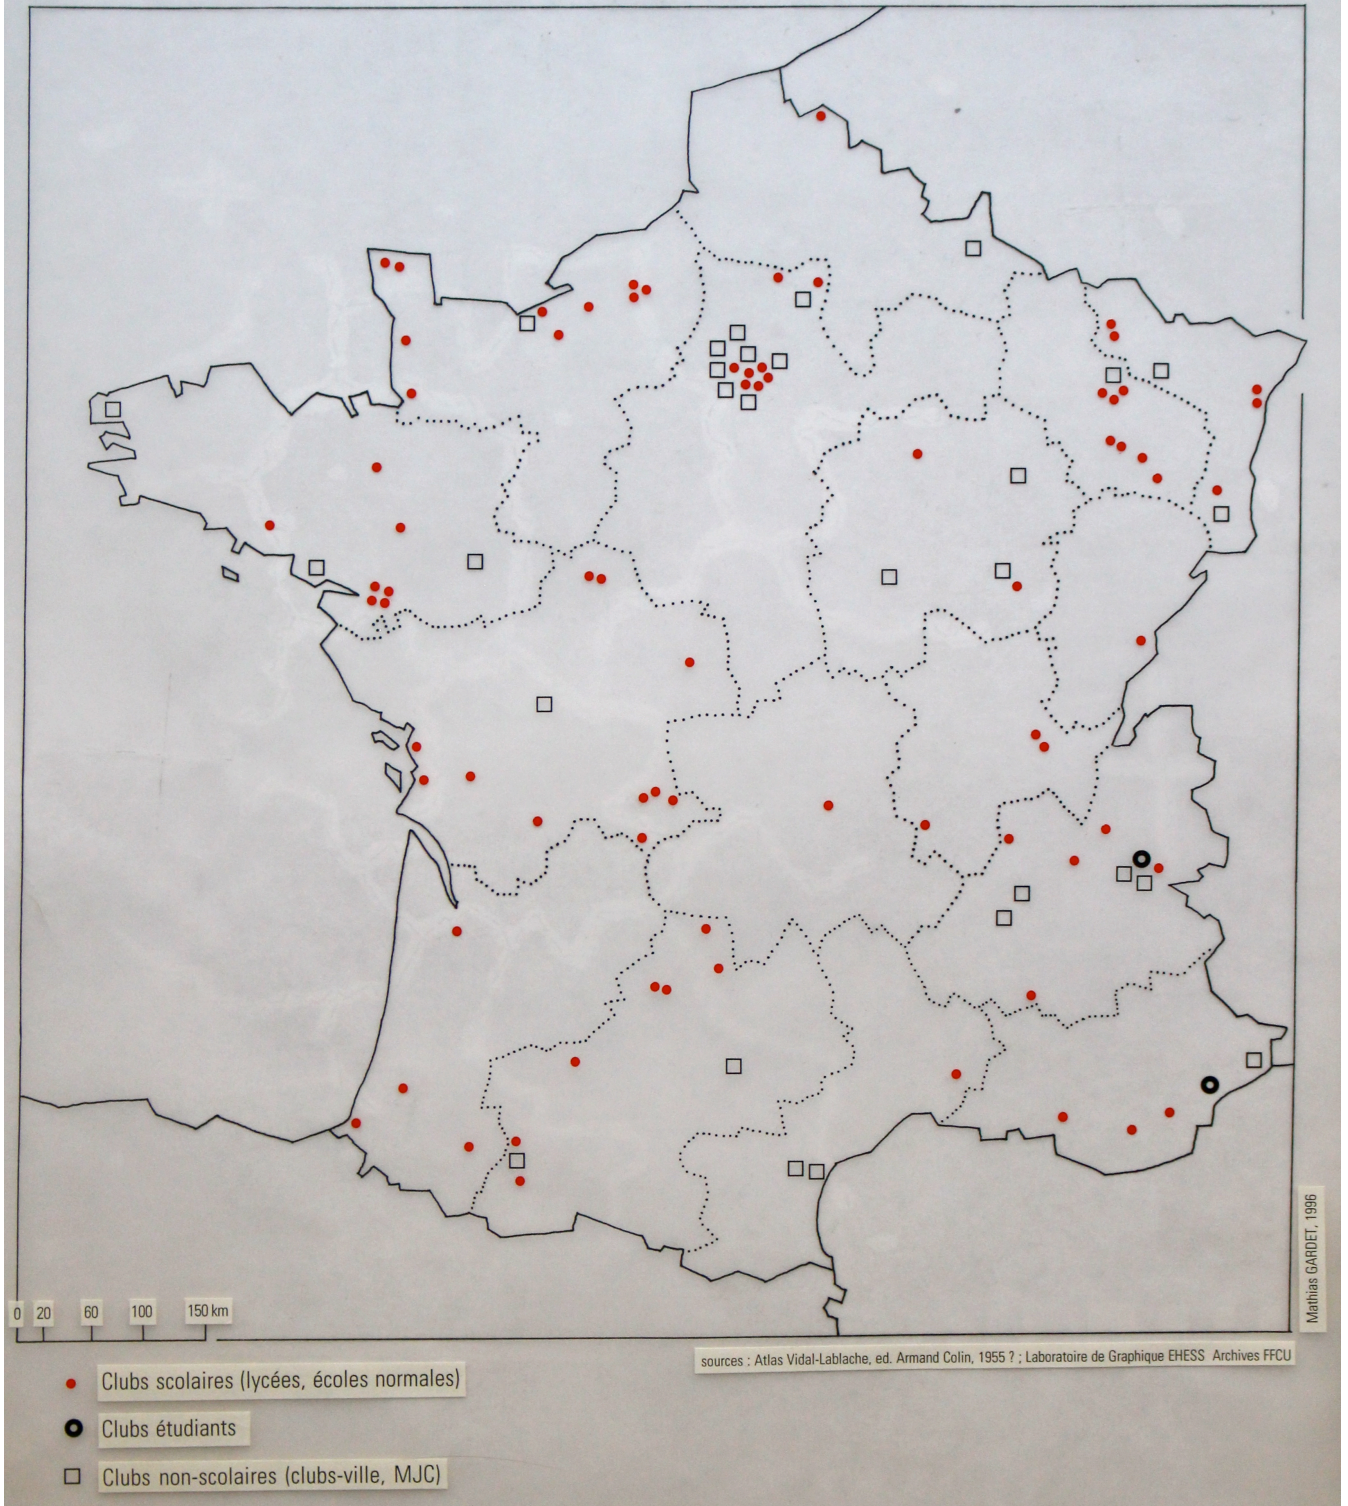 Mathias GARDET, 1996
0 20 60 100 150 km
sources : Atlas Vidal-Lablache, ed. Armand Colin, 1955 ? ; Laboratoire de Graphique EHESS Archives FFCU
Clubs scolaires (lycées, écoles normales)
Clubs étudiants
Clubs non-scolaires (clubs-ville, MJC)